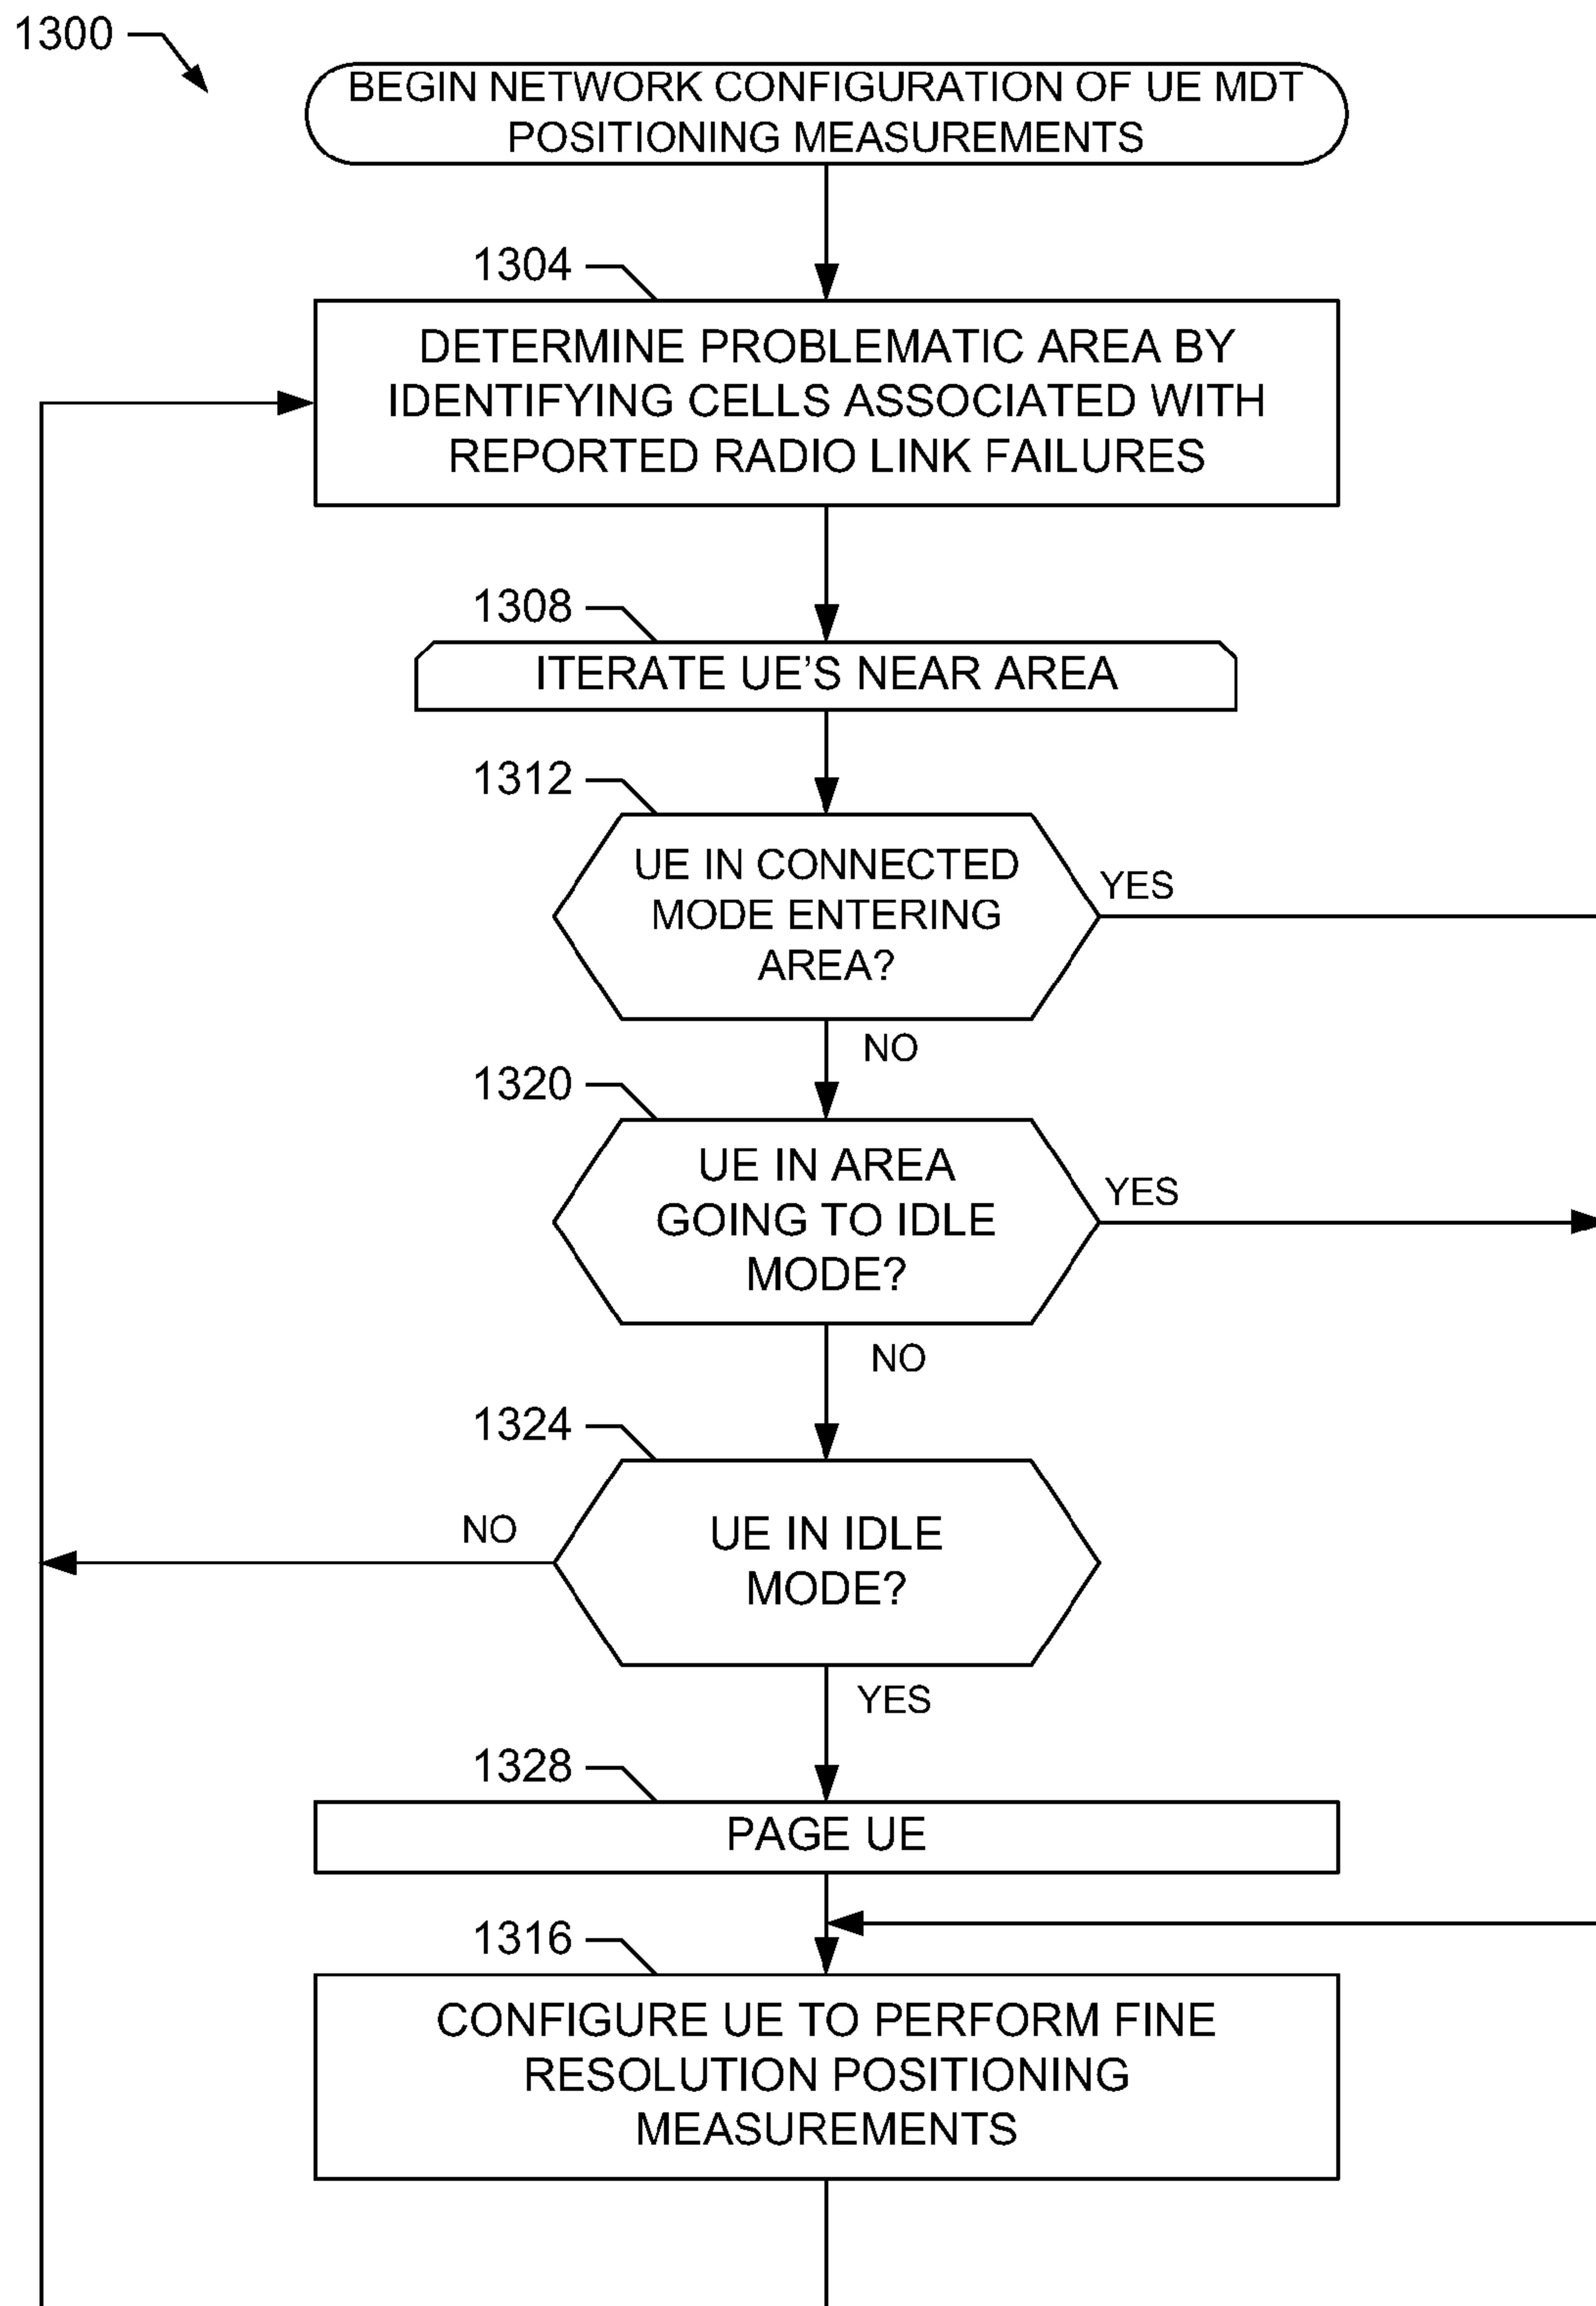 1300
BEGIN NETWORK CONFIGURATION OF UE MDT
POSITIONING MEASUREMENTS
1304
DETERMINE PROBLEMATIC AREA BY
IDENTIFYING CELLS ASSOCIATED WITH
REPORTED RADIO LINK FAILURES
1308
ITERATE UE’S NEAR AREA
1312
UE IN CONNECTED
MODE ENTERING
AREA?
YES
NO
1320
UE IN AREA
GOING TO IDLE
MODE?
YES
NO
1324
UE IN IDLE
MODE?
NO
YES
1328
PAGE UE
1316
CONFIGURE UE TO PERFORM FINE
RESOLUTION POSITIONING
MEASUREMENTS